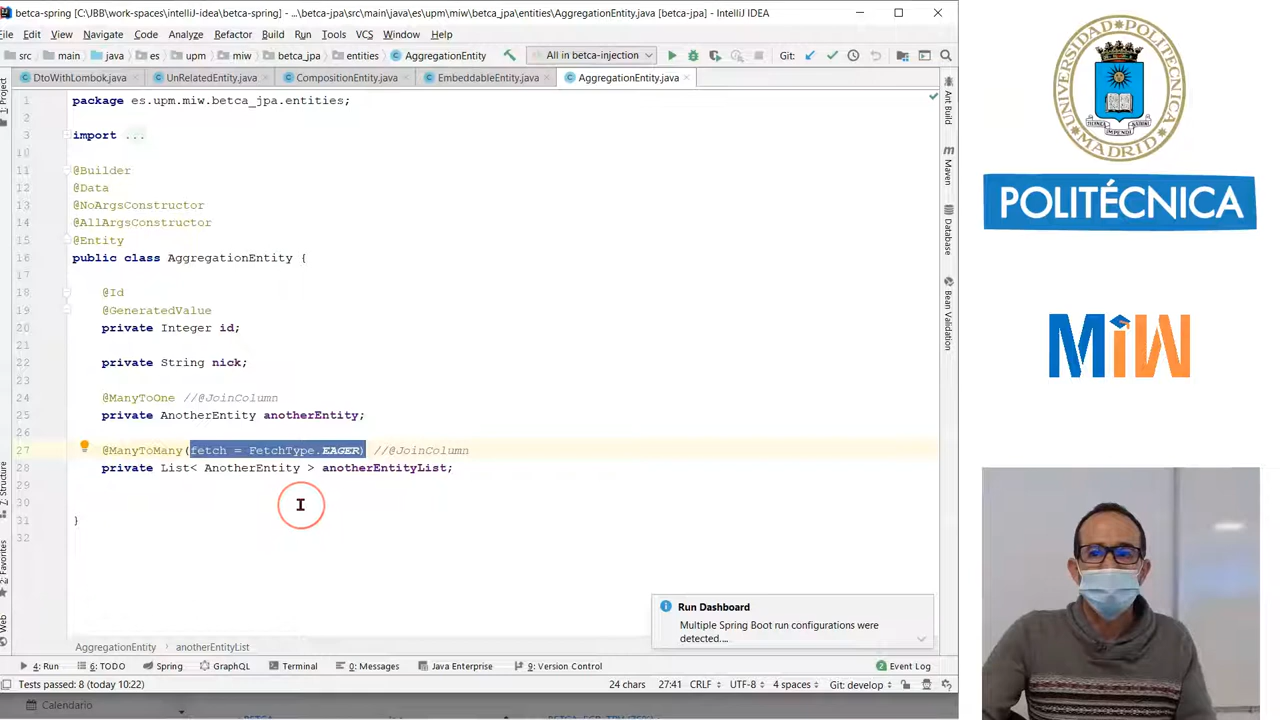 betca-spring [C:\JBB\work-spaces\intelliJ-idea\betca-spring] - ...\betca-jpa\src\main\java\es\upm\miw\betca_jpa\entities\AggregationEntity.java [betca-jpa] - IntelliJ IDEA
File Edit View Navigate Code Analyze Refactor Build Run Tools VCS Window Help
src main java es upm miw betca_jpa entities AggregationEntity All in betca-injection Git:
DtoWithLombok.java UnRelatedEntity.java CompositionEntity.java EmbeddableEntity.java AggregationEntity.java
1 package es.upm.miw.betca_jpa.entities;
2
3 import ...
10
11 @Builder
12 @Data
13 @NoArgsConstructor
14 @AllArgsConstructor
15 @Entity
16 public class AggregationEntity {
17
18 @Id
19 @GeneratedValue
20 private Integer id;
21
22 private String nick;
23
24 @ManyToOne //@JoinColumn
25 private AnotherEntity anotherEntity;
26
27 @ManyToMany(fetch = FetchType.EAGER) //@JoinColumn
28 private List< AnotherEntity > anotherEntityList;
29
30
31 }
32
1: Project
7: Structure
2: Favorites
Web
Ant Build
Maven
Database
Bean Validation
Run Dashboard
Multiple Spring Boot run configurations were
detected....
AggregationEntity anotherEntityList
4: Run 6: TODO Spring GraphQL Terminal 0: Messages Java Enterprise 9: Version Control 2 Event Log
Tests passed: 8 (today 10:22) 24 chars 27:41 CRLF UTF-8 4 spaces Git: develop
Calendario
UNIVERSIDAD POLITÉCNICA
MADRID
POLITÉCNICA
MiW